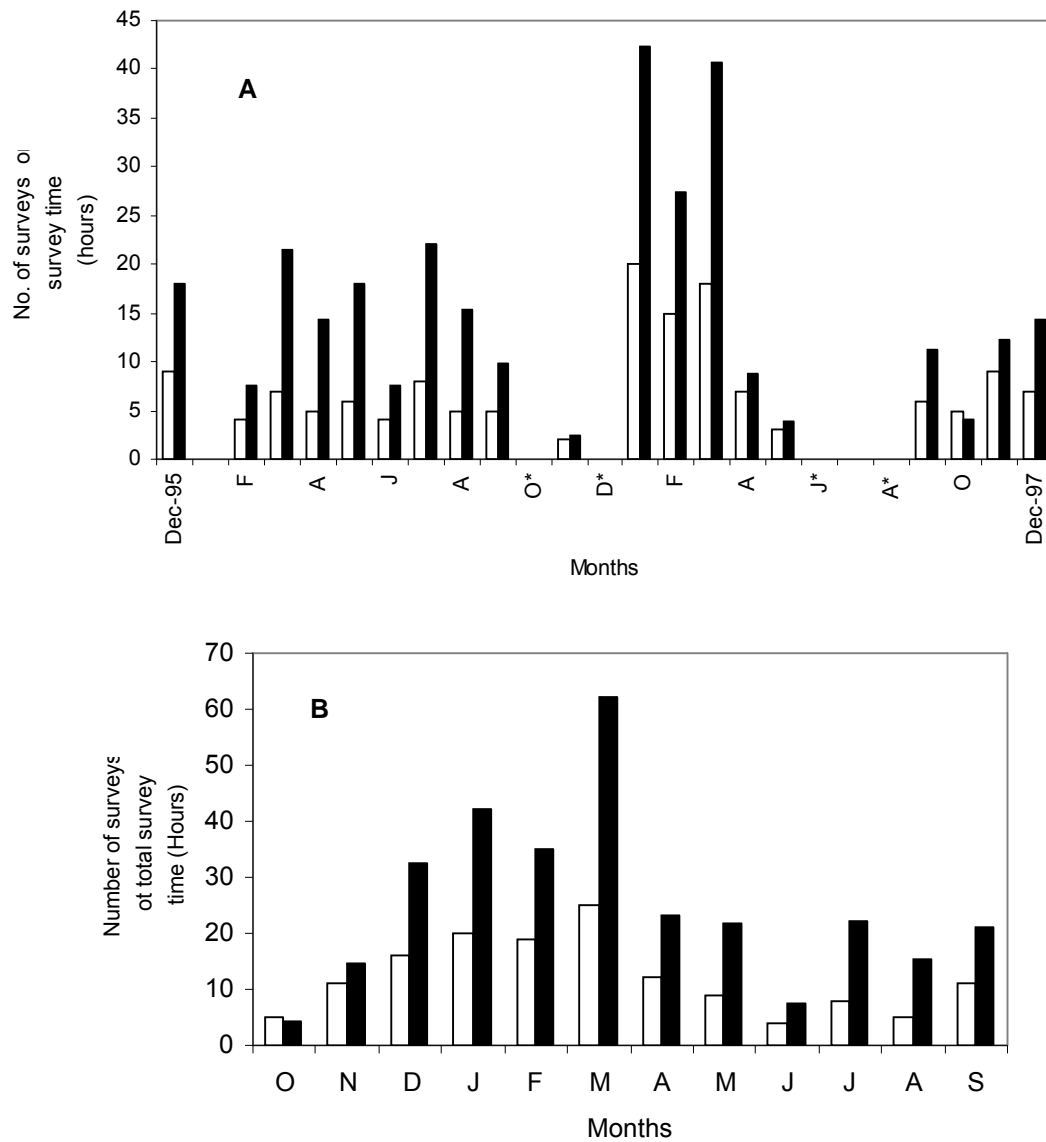 45
40
35
30
25
20
15
10
5
0
A
No. of surveys
survey time
(hours)
Dec-95 F A J A O* D* F A J* A* O Dec-97
Months
70
60
50
40
30
20
10
0
B
Number of surveys
ot total survey
time (Hours)
O N D J F M A M J J A S
Months